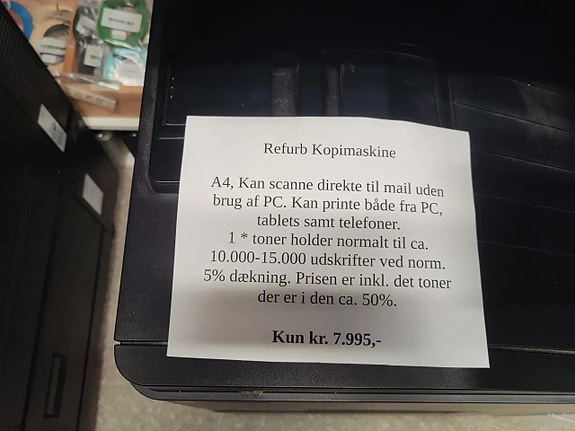 Refurb Kopimaskine
A4, Kan scanne direkte til mail uden
brug af PC. Kan printe både fra PC,
tablets samt telefoner.
1 * toner holder normalt til ca.
10.000-15.000 udskrifter ved norm.
5% dækning. Prisen er inkl. det toner
der er i den ca. 50%.
Kun kr. 7.995,-